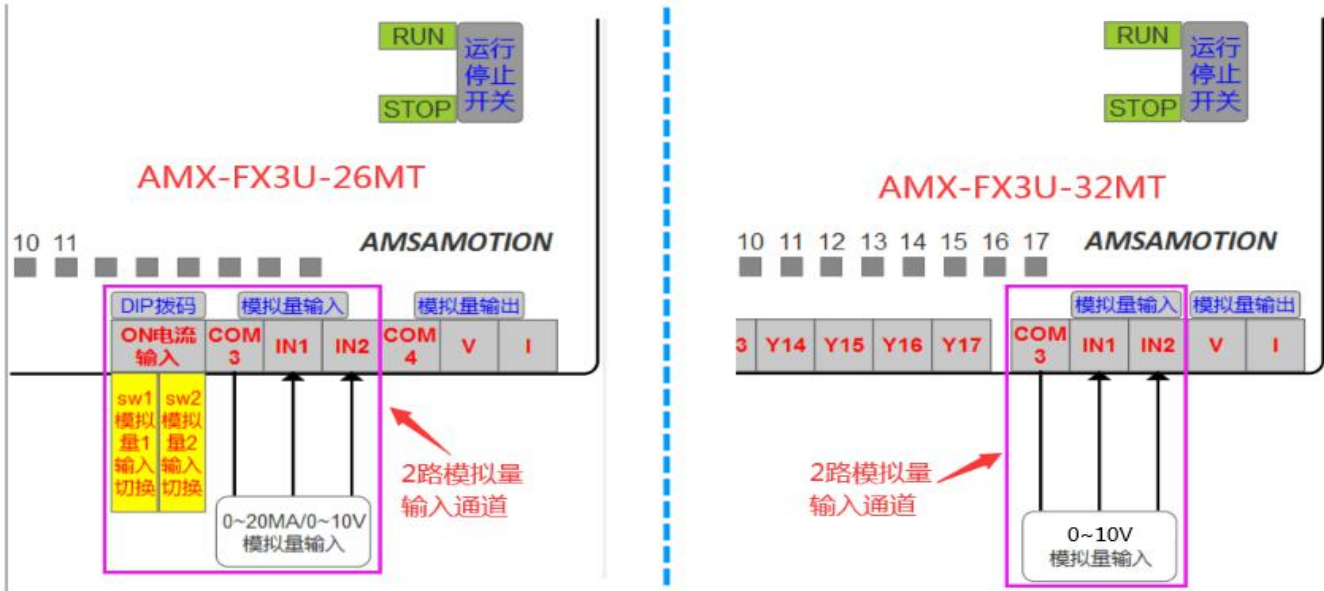 RUN
运行
停止
开关
STOP
AMX-FX3U-26MT
10 11
AMSAMOTION
DIP拨码
模拟量输入
模拟量输出
ON电流
输入
COM
3
IN1
IN2
COM
4
V
I
sw1
模拟
量1
输入
切换
sw2
模拟
量2
输入
切换
0~20MA/0~10V
模拟量输入
2路模拟量
输入通道
RUN
运行
停止
开关
STOP
AMX-FX3U-32MT
10 11 12 13 14 15 16 17
AMSAMOTION
模拟量输入
模拟量输出
3
Y14
Y15
Y16
Y17
COM
3
IN1
IN2
V
I
2路模拟量
输入通道
0~10V
模拟量输入